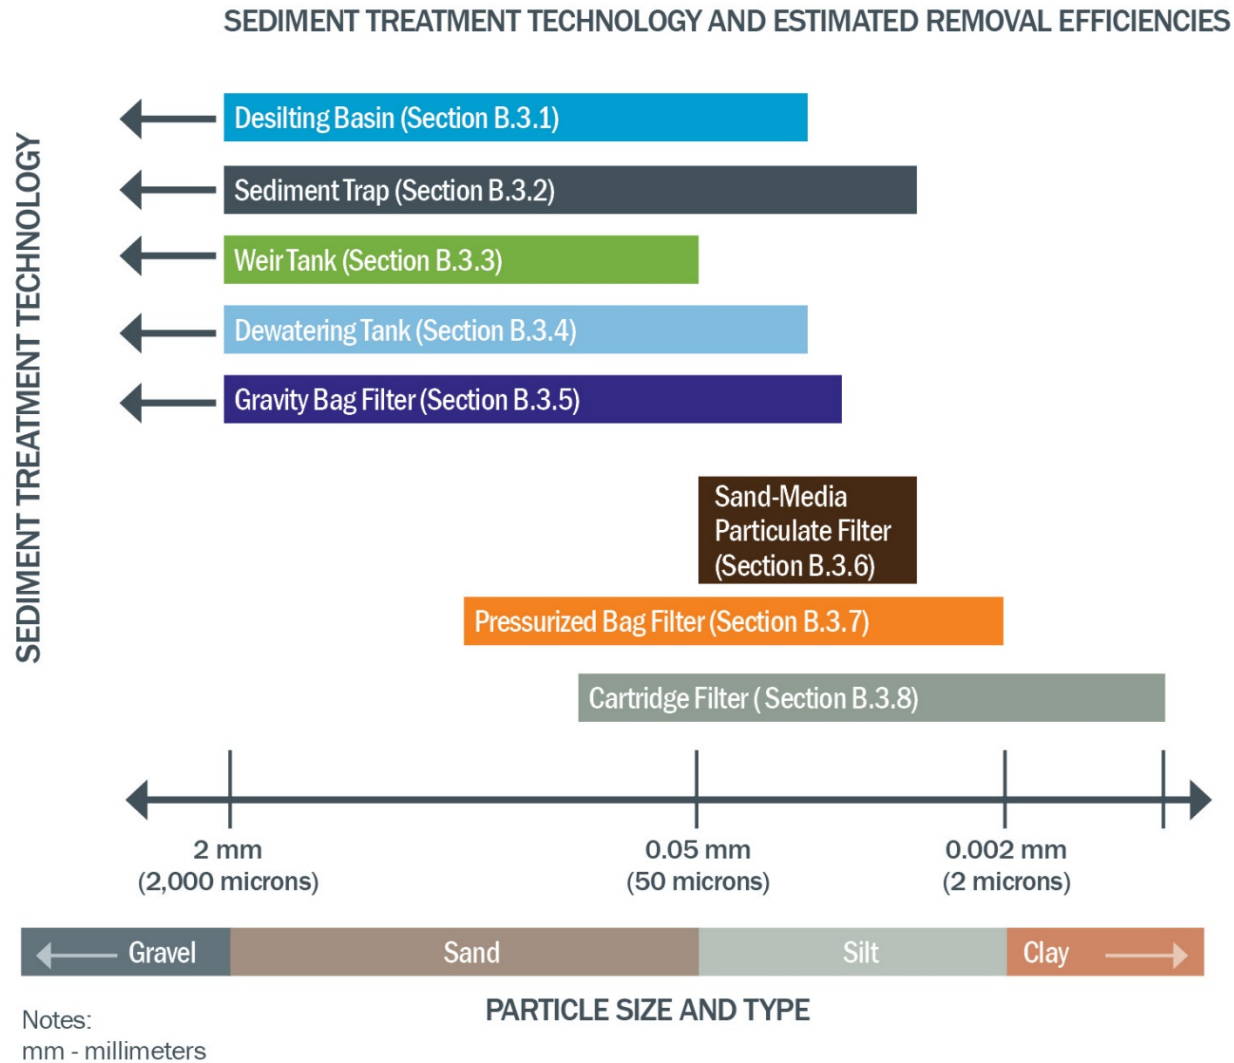 SEDIMENT TREATMENT TECHNOLOGY AND ESTIMATED REMOVAL EFFICIENCIES
SEDIMENT TREATMENT TECHNOLOGY
Desilting Basin (Section B.3.1)
Sediment Trap (Section B.3.2)
Weir Tank (Section B.3.3)
Dewatering Tank (Section B.3.4)
Gravity Bag Filter (Section B.3.5)
Sand-Media
Particulate Filter
(Section B.3.6)
Pressurized Bag Filter (Section B.3.7)
Cartridge Filter ( Section B.3.8)
2 mm
(2,000 microns)
0.05 mm
(50 microns)
0.002 mm
(2 microns)
Gravel
Sand
Silt
Clay
PARTICLE SIZE AND TYPE
Notes:
mm - millimeters